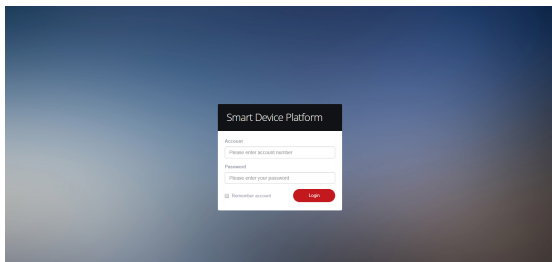 Smart Device Platform
Account
Please enter account number
Password
Please enter your password
Remember account
Login